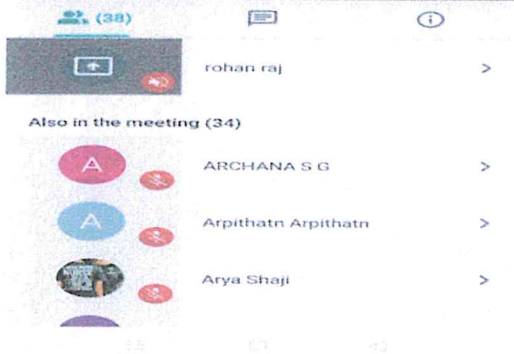 (38)
rohan raj
Also in the meeting (34)
A ARCHANA S G
A Arpithatn Arpithatn
Arya Shaji